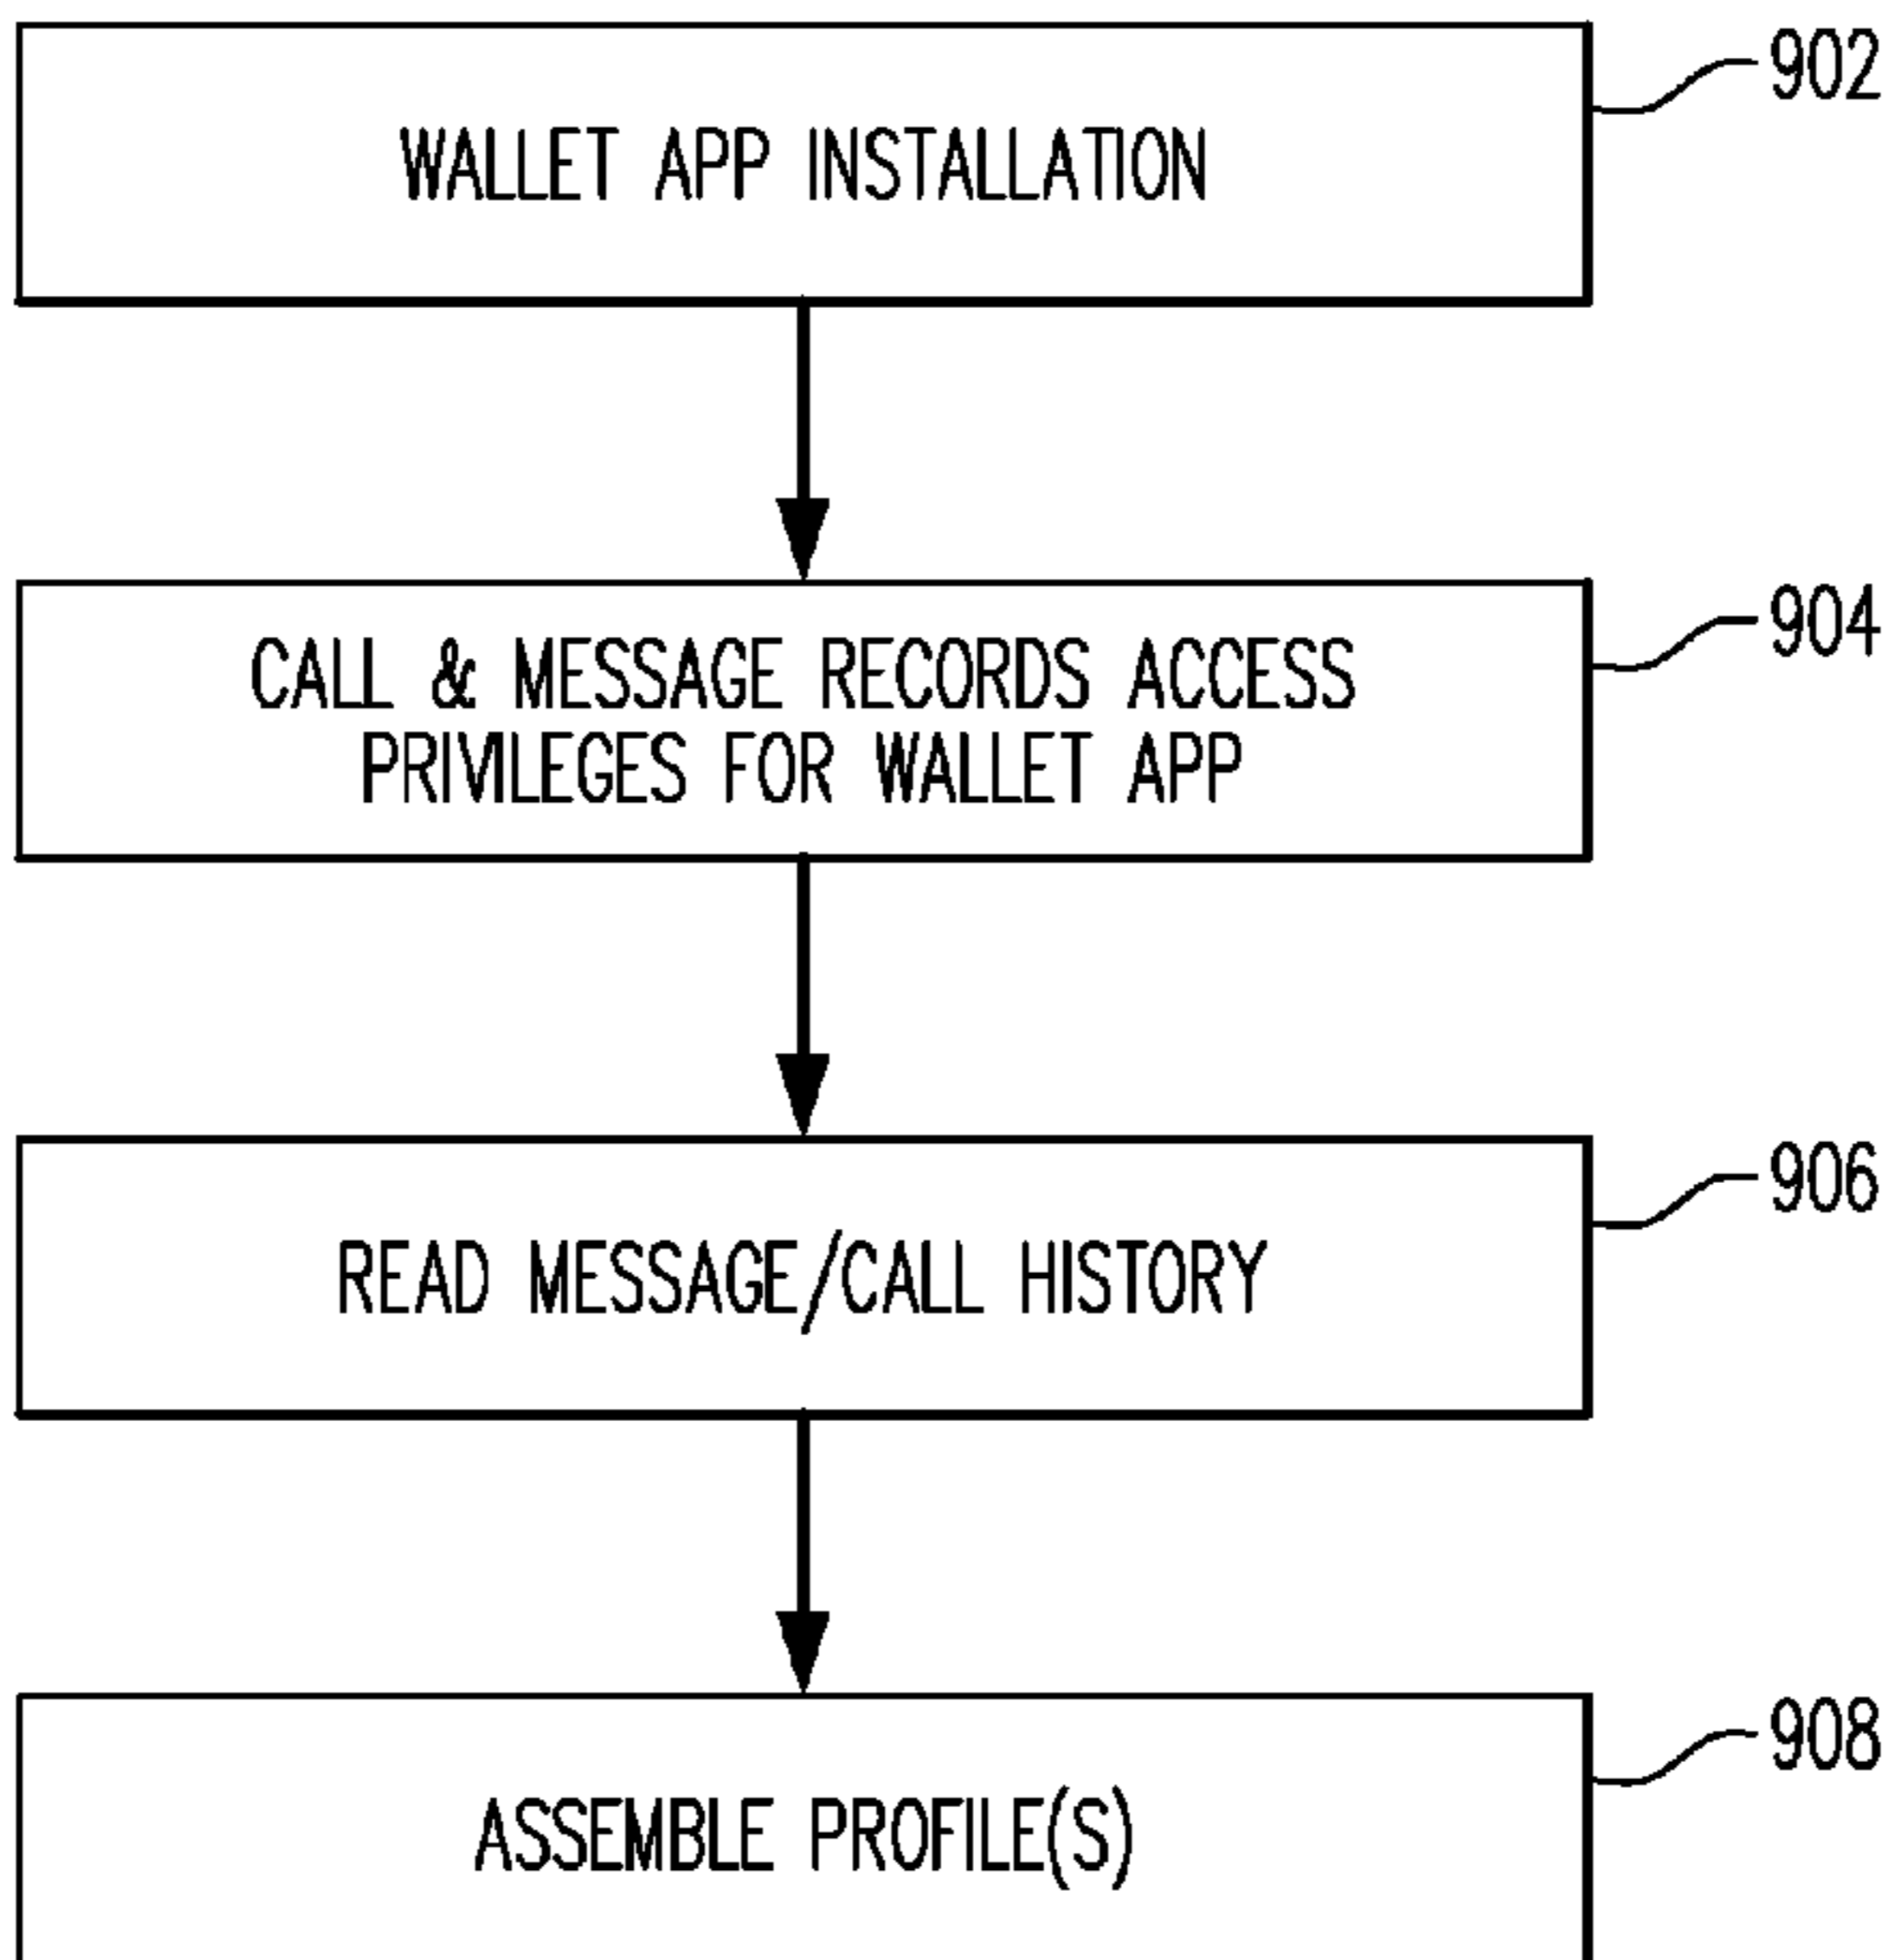 902
WALLET APP INSTALLATION
904
CALL & MESSAGE RECORDS ACCESS
PRIVILEGES FOR WALLET APP
906
READ MESSAGE/CALL HISTORY
908
ASSEMBLE PROFILE(S)